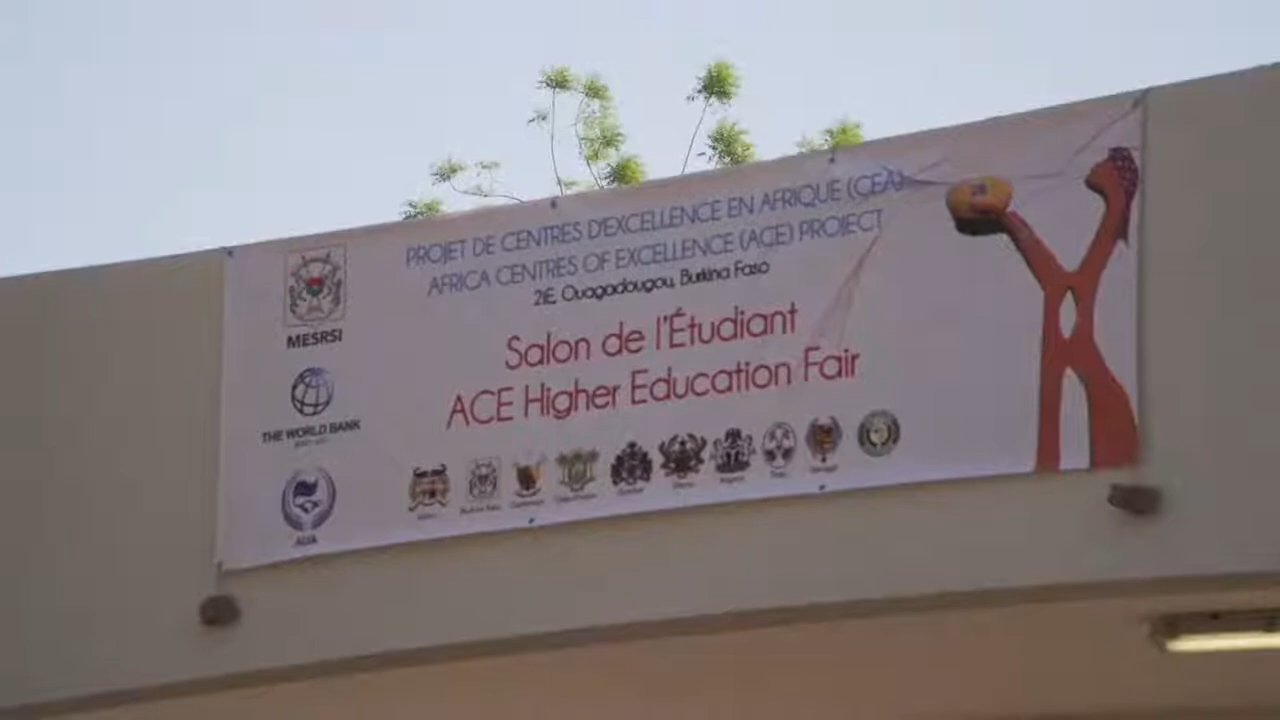 PROJET DE CENTRES D'EXCELLENCE EN AFRIQUE (CEA)
AFRICA CENTRES OF EXCELLENCE (ACE) PROJECT
2iE, Ouagadougou, Burkina Faso
Salon de l'Étudiant
ACE Higher Education Fair
MESRSI
THE WORLD BANK